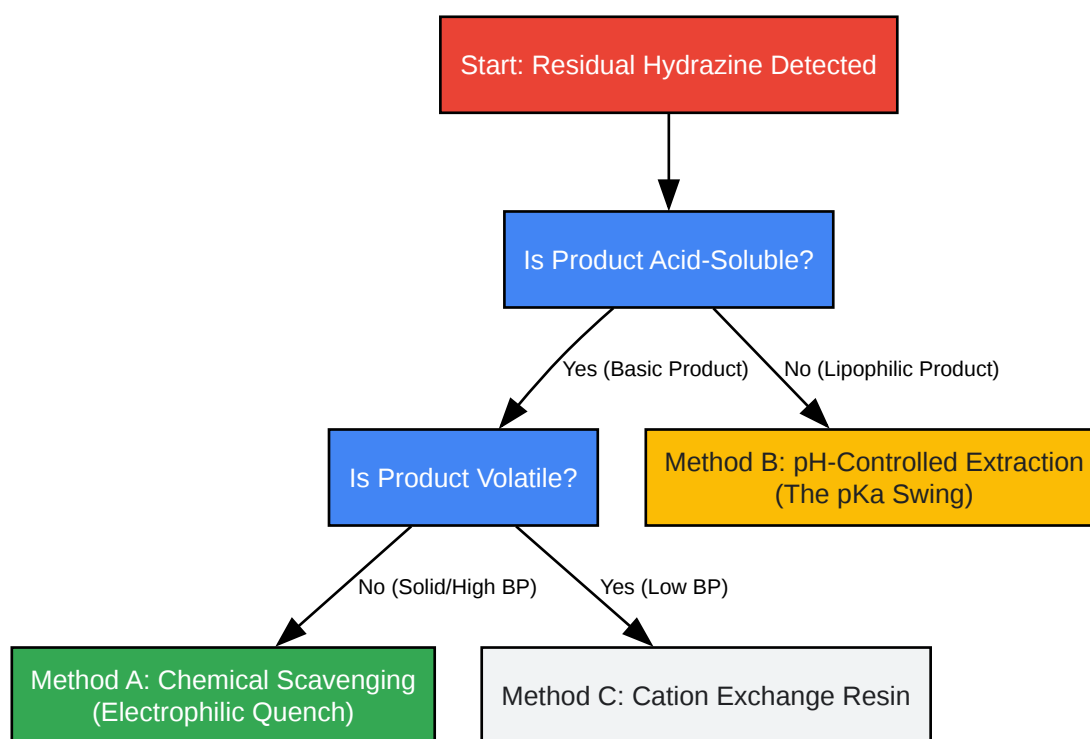 Start: Residual Hydrazine Detected
Is Product Acid-Soluble?
Yes (Basic Product)
No (Lipophilic Product)
Is Product Volatile?
Method B: pH-Controlled Extraction
(The pKa Swing)
No (Solid/High BP)
Yes (Low BP)
Method A: Chemical Scavenging
(Electrophilic Quench)
Method C: Cation Exchange Resin